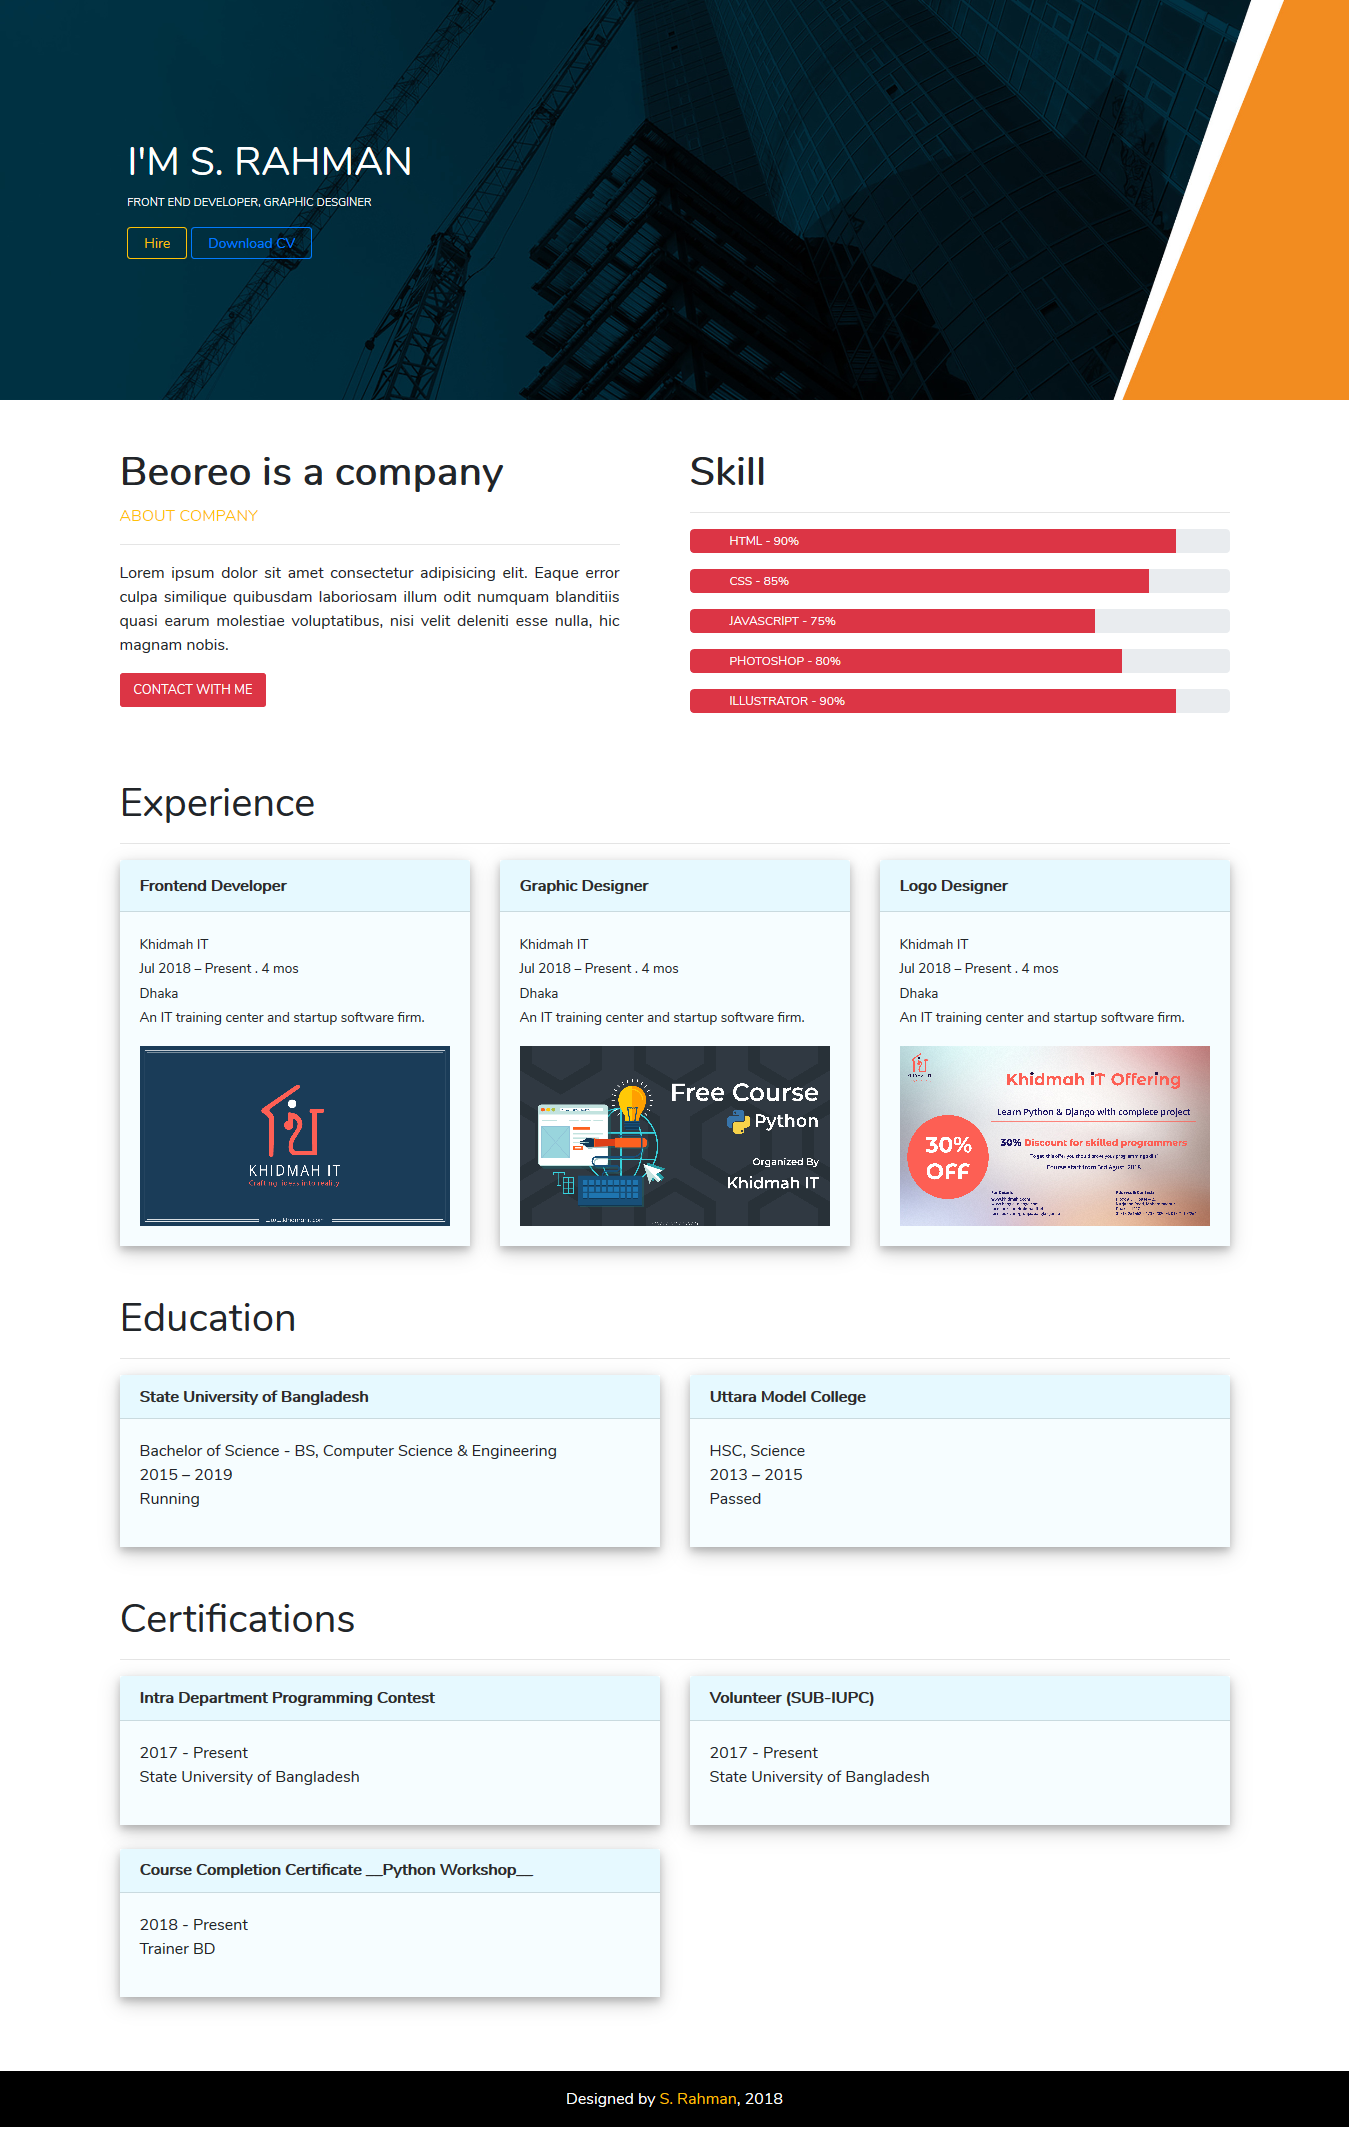 I'M S. RAHMAN
FRONT END DEVELOPER, GRAPHIC DESGINER
Hire
Download CV
Beoreo is a company
ABOUT COMPANY
Lorem ipsum dolor sit amet consectetur adipisicing elit. Eaque error
culpa similique quibusdam laboriosam illum odit numquam blanditiis
quasi earum molestiae voluptatibus, nisi velit deleniti esse nulla, hic
magnam nobis.
CONTACT WITH ME
Skill
HTML - 90%
CSS - 85%
JAVASCRIPT - 75%
PHOTOSHOP - 80%
ILLUSTRATOR - 90%
Experience
Frontend Developer
Khidmah IT
Jul 2018 – Present . 4 mos
Dhaka
An IT training center and startup software firm.
KHIDMAH IT
Crafting ideas into reality
Graphic Designer
Khidmah IT
Jul 2018 – Present . 4 mos
Dhaka
An IT training center and startup software firm.
Free Course
Python
Organized By
Khidmah IT
Logo Designer
Khidmah IT
Jul 2018 – Present . 4 mos
Dhaka
An IT training center and startup software firm.
Khidmah iT Offering
Learn Python & Django with complete project
30% OFF
30% Discount for skilled programmers
Education
State University of Bangladesh
Bachelor of Science - BS, Computer Science & Engineering
2015 – 2019
Running
Uttara Model College
HSC, Science
2013 – 2015
Passed
Certifications
Intra Department Programming Contest
2017 - Present
State University of Bangladesh
Volunteer (SUB-IUPC)
2017 - Present
State University of Bangladesh
Course Completion Certificate __Python Workshop__
2018 - Present
Trainer BD
Designed by S. Rahman, 2018